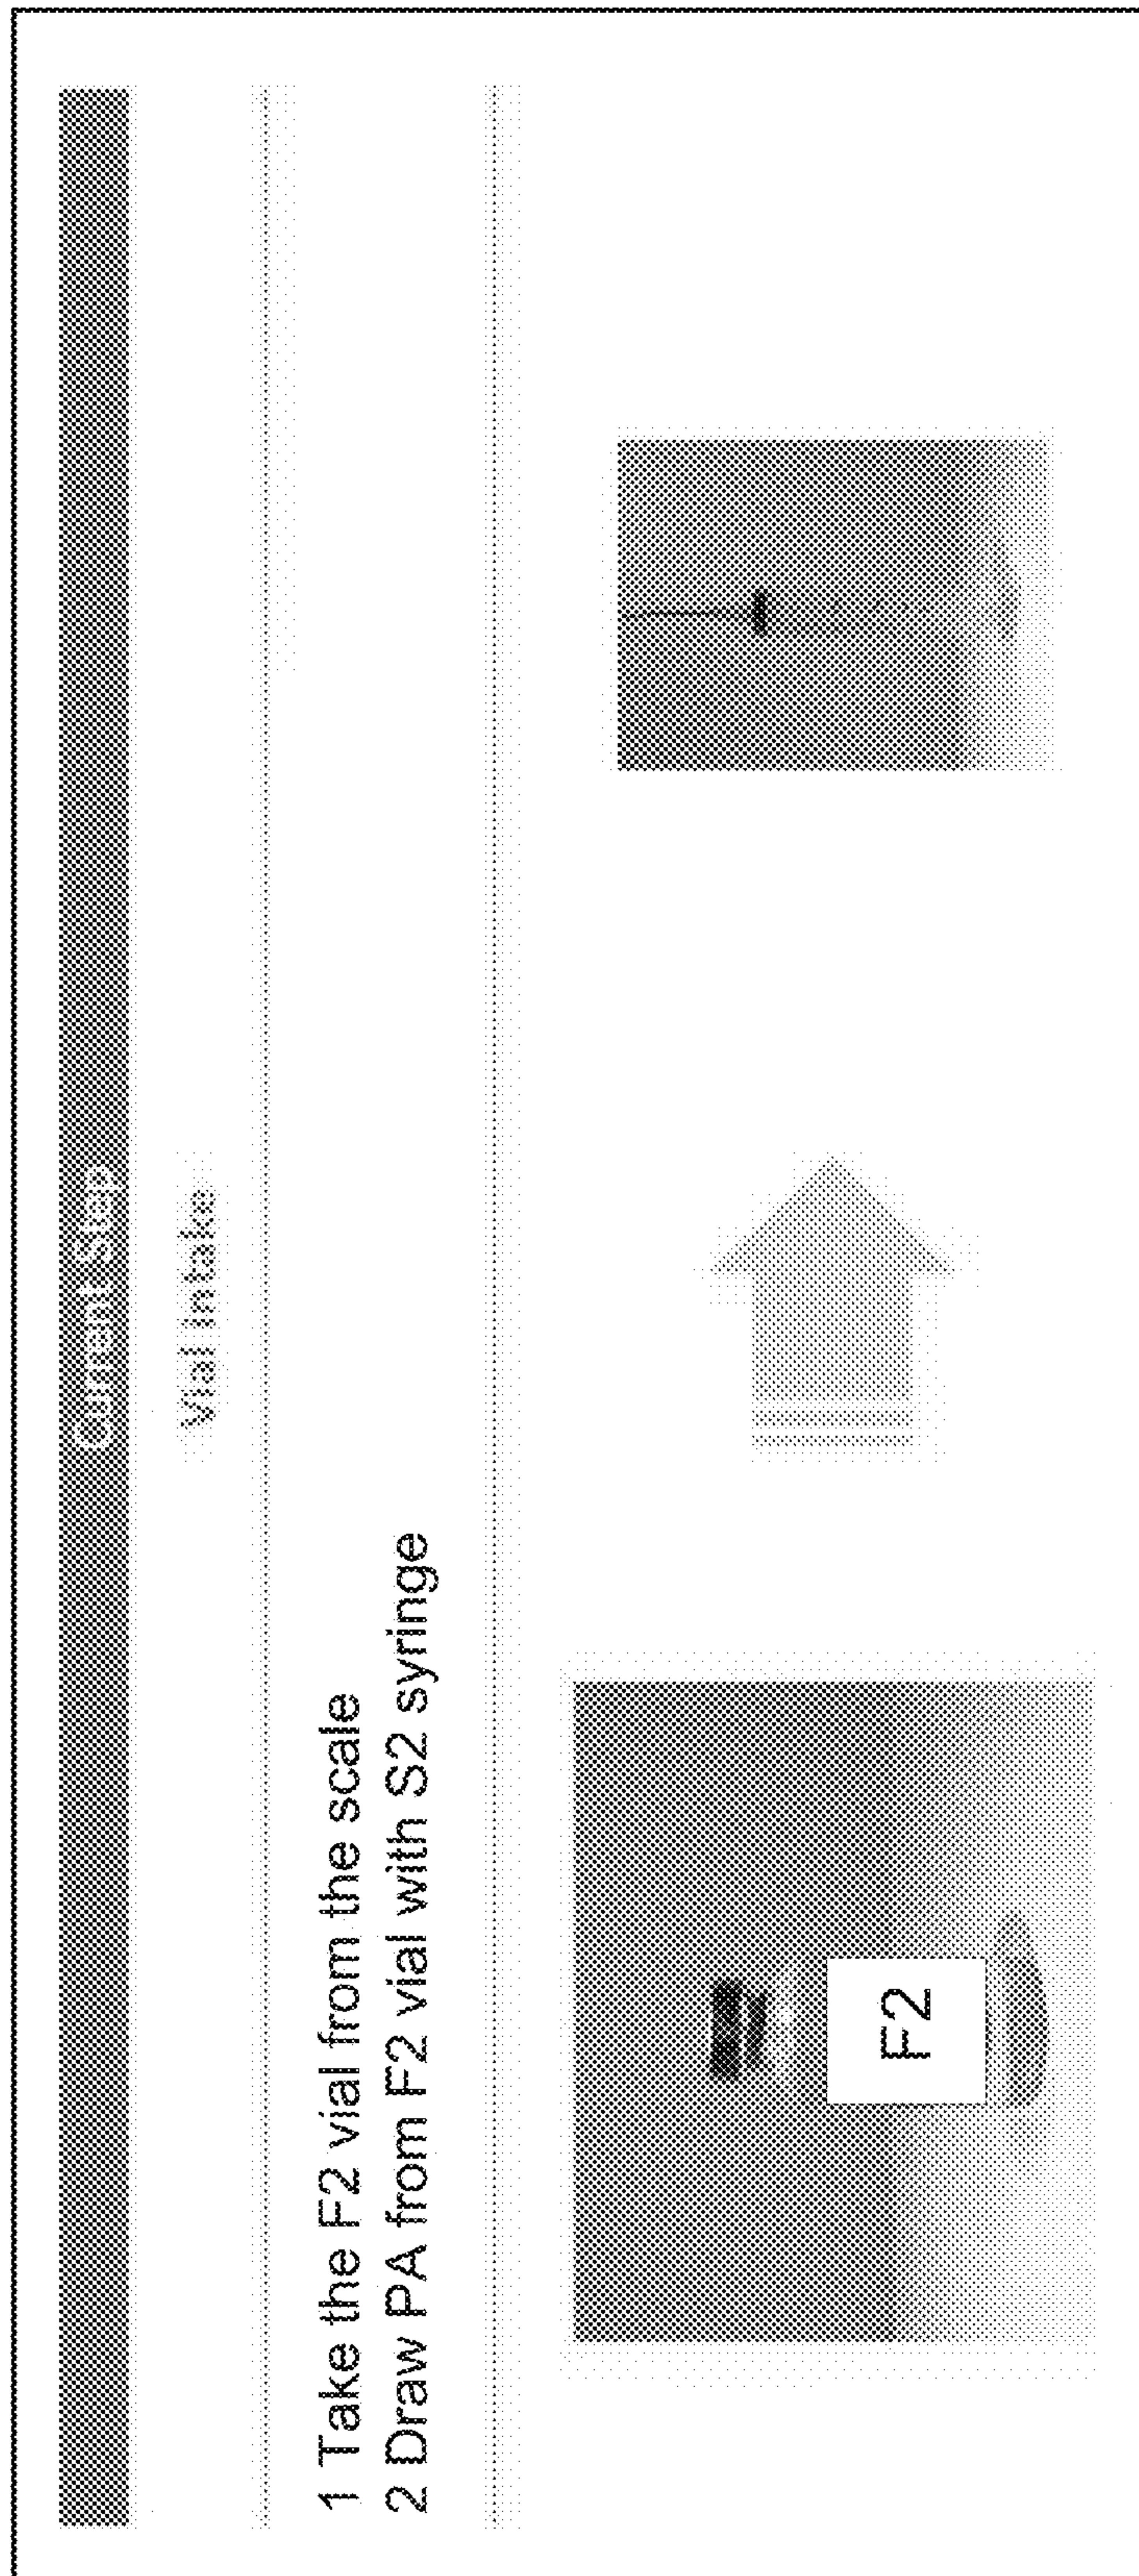 Current Step
Vial Intake
1 Take the F2 vial from the scale
2 Draw PA from F2 vial with S2 syringe
F2